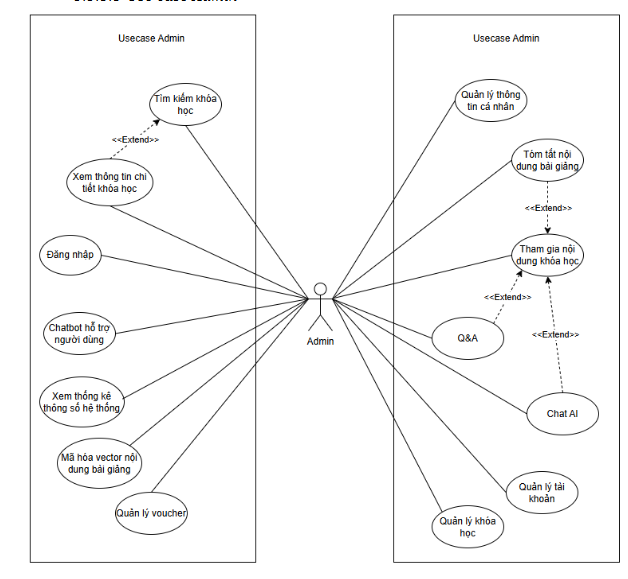 Usecase Admin
Tìm kiếm khóa
học
<<Extend>>
Xem thông tin chi
tiết khóa học
Đăng nhập
Chatbot hỗ trợ
người dùng
Xem thống kê
thông số hệ thống
Mã hóa vector nội
dung bài giảng
Quản lý voucher
Admin
Usecase Admin
Quản lý thông
tin cá nhân
Tóm tắt nội
dung bài giảng
<<Extend>>
Tham gia nội
dung khóa học
<<Extend>>
Q&A
<<Extend>>
Chat AI
Quản lý tài
khoản
Quản lý khóa
học